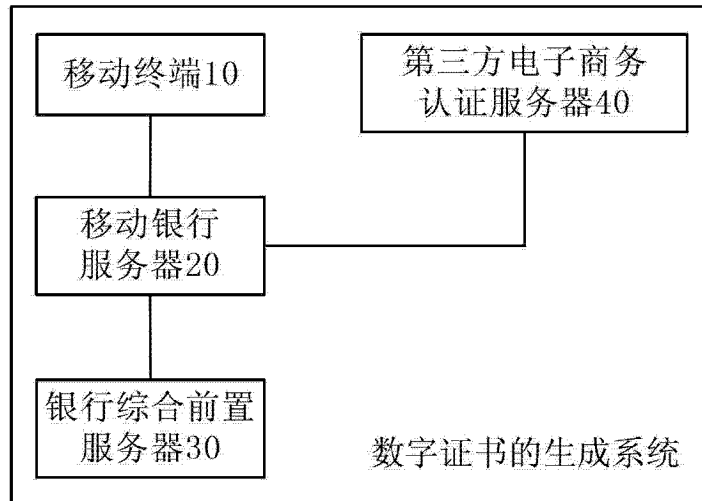 移动终端10
第三方电子商务
认证服务器40
移动银行
服务器20
银行综合前置
服务器30
数字证书的生成系统